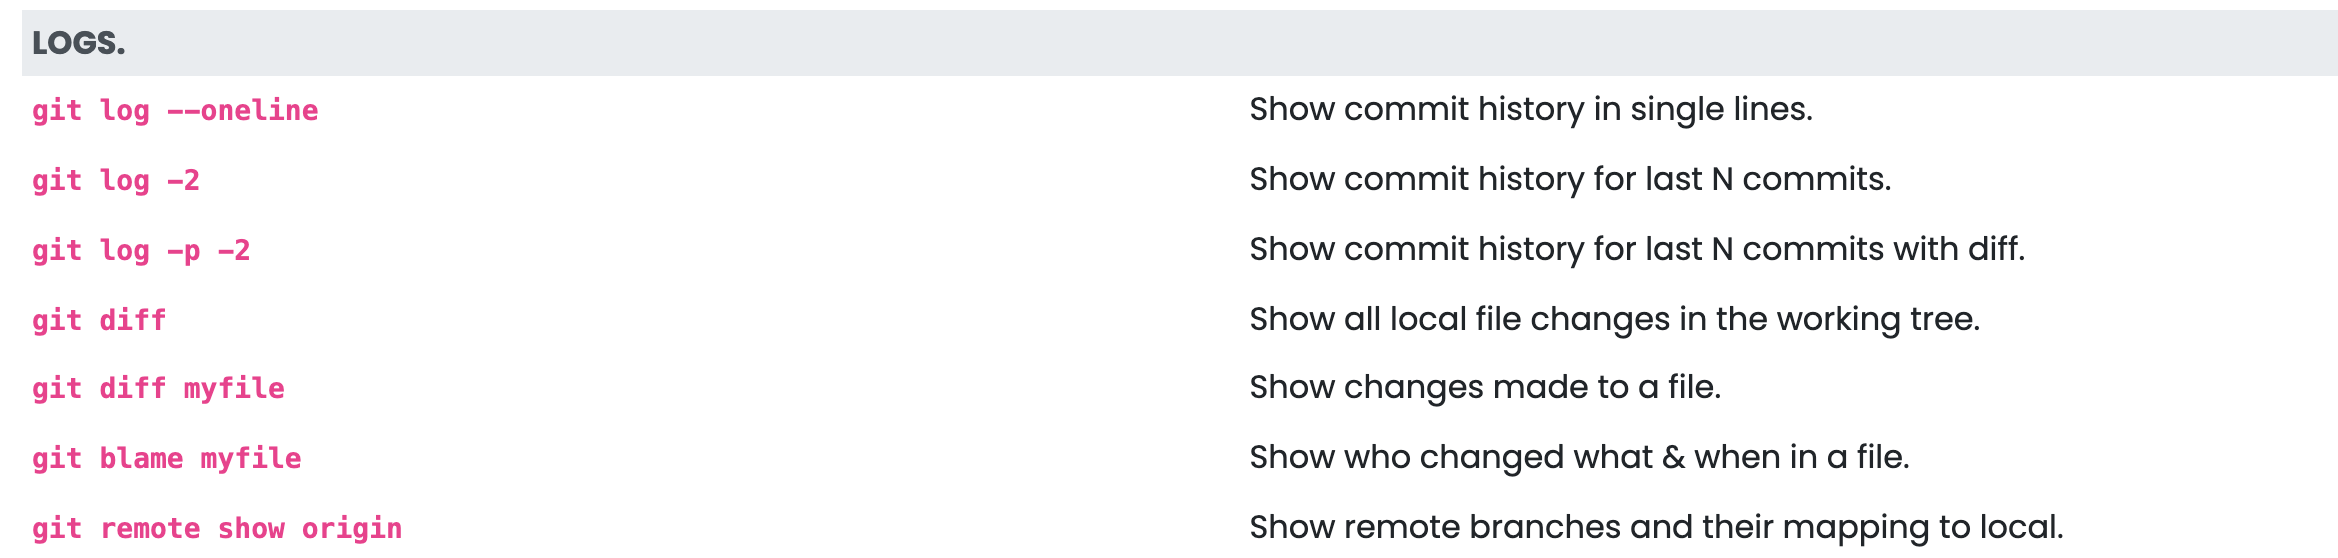 LOGS.
git log --oneline Show commit history in single lines.
git log -2 Show commit history for last N commits.
git log -p -2 Show commit history for last N commits with diff.
git diff Show all local file changes in the working tree.
git diff myfile Show changes made to a file.
git blame myfile Show who changed what & when in a file.
git remote show origin Show remote branches and their mapping to local.